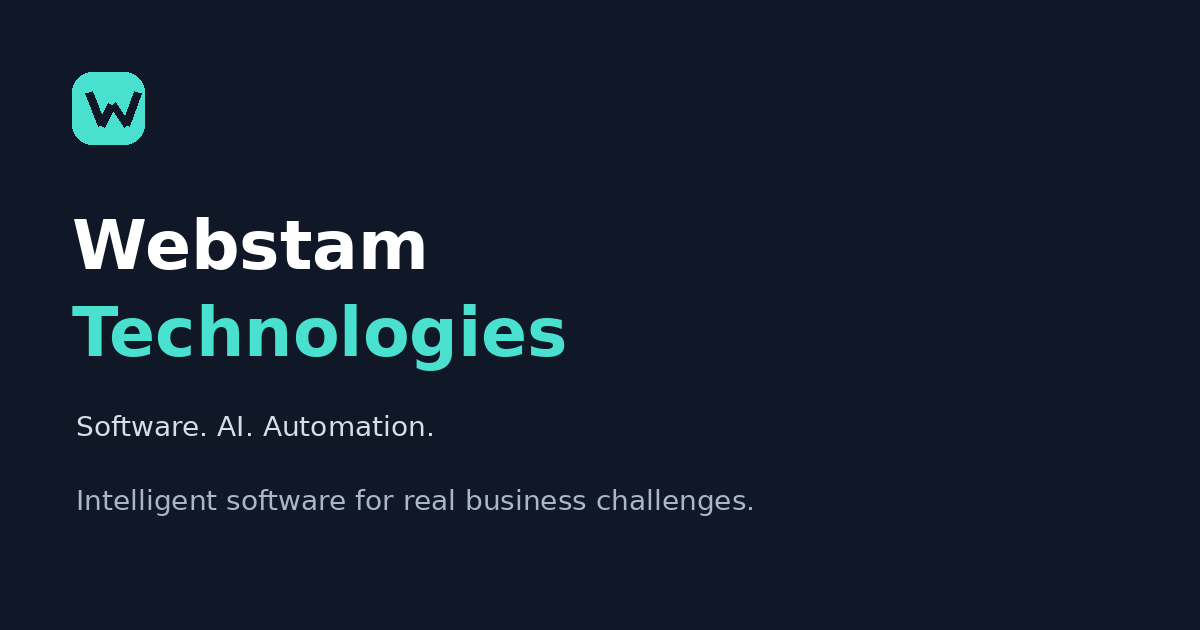 W
Webstam
Technologies
Software. AI. Automation.
Intelligent software for real business challenges.